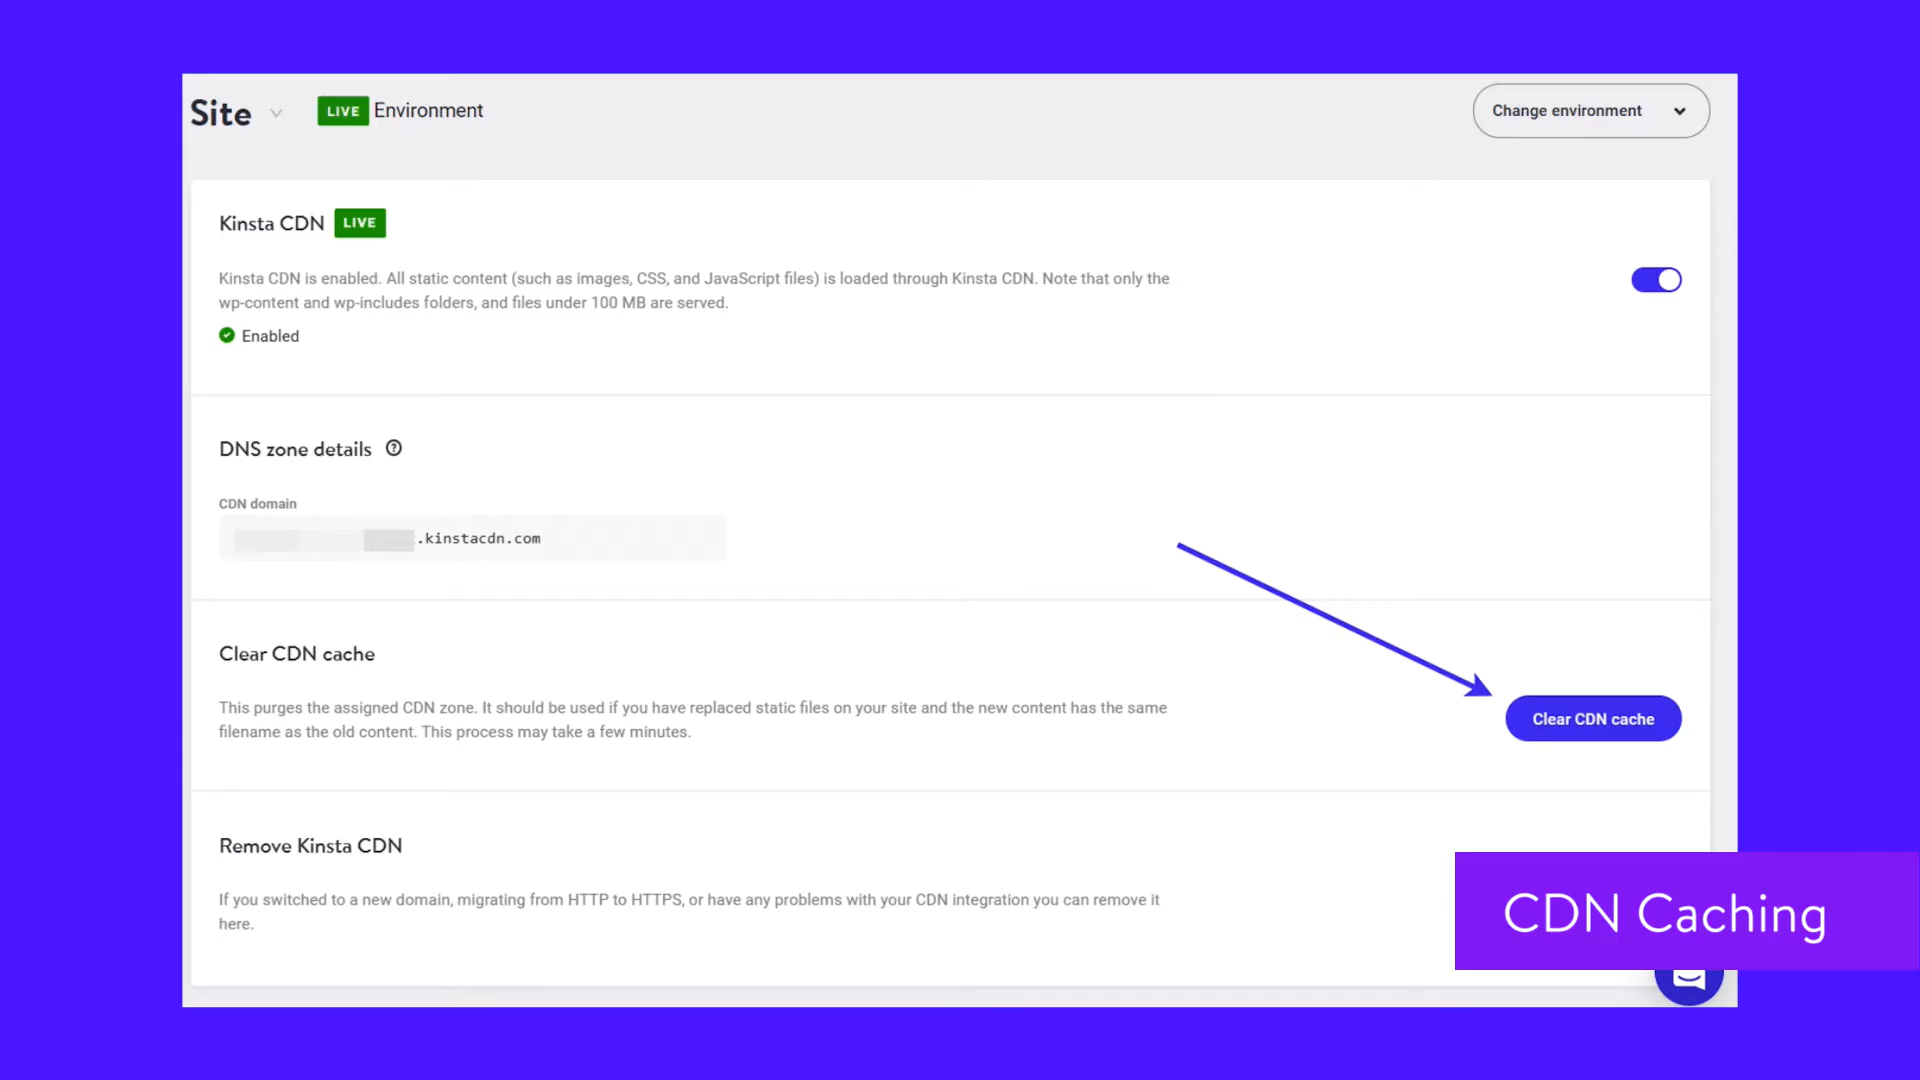 Site
LIVE Environment
Change environment
Kinsta CDN LIVE
Kinsta CDN is enabled. All static content (such as images, CSS, and JavaScript files) is loaded through Kinsta CDN. Note that only the
wp-content and wp-includes folders, and files under 100 MB are served.
Enabled
DNS zone details ?
CDN domain
.kinstacdn.com
Clear CDN cache
This purges the assigned CDN zone. It should be used if you have replaced static files on your site and the new content has the same
filename as the old content. This process may take a few minutes.
Clear CDN cache
Remove Kinsta CDN
If you switched to a new domain, migrating from HTTP to HTTPS, or have any problems with your CDN integration you can remove it
here.
CDN Caching